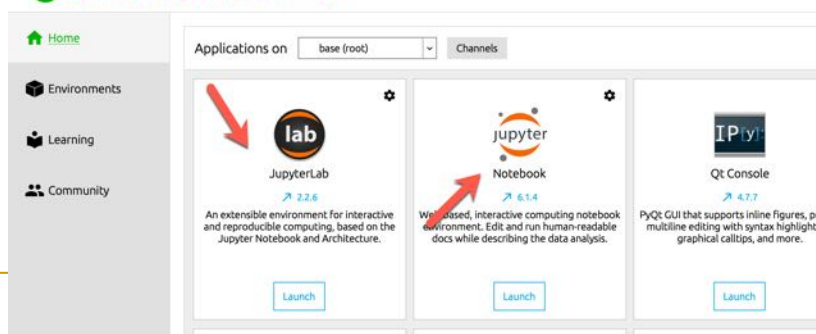 Home
Environments
Learning
Community
Applications on
base (root)
Channels
lab
JupyterLab
2.2.6
An extensible environment for interactive
and reproducible computing, based on the
Jupyter Notebook and Architecture.
Launch
jupyter
Notebook
6.1.4
based, interactive computing notebook
environment. Edit and run human-readable
docs while describing the data analysis.
Launch
IP[y]:
Qt Console
4.7.7
PyQt GUI that supports inline figures,
multiline editing with syntax
graphical calltips, and more.
Launch